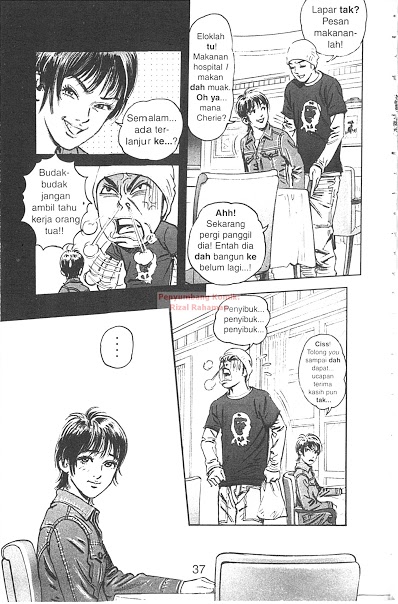 Lapar tak?
Pesan
makanan-
lah!
Eloklah
tu!
Makanan
hospital I
makan
dah muak.
Oh ya...
mana
Cherie?
Ahh!
Sekarang
pergi panggil
dia! Entah dia
dah bangun ke
belum lagi...!
Semalam...
ada ter-
lanjur ke...?
Budak-
budak
jangan
ambil tahu
kerja orang
tua!!
Penyumbang Komik:
Rizal Rahaman
Penyibuk...
penyibuk...
penyibuk...
Ciss!
Tolong you
sampai dah
dapat...
ucapan
terima
kasih pun
tak...
...
37